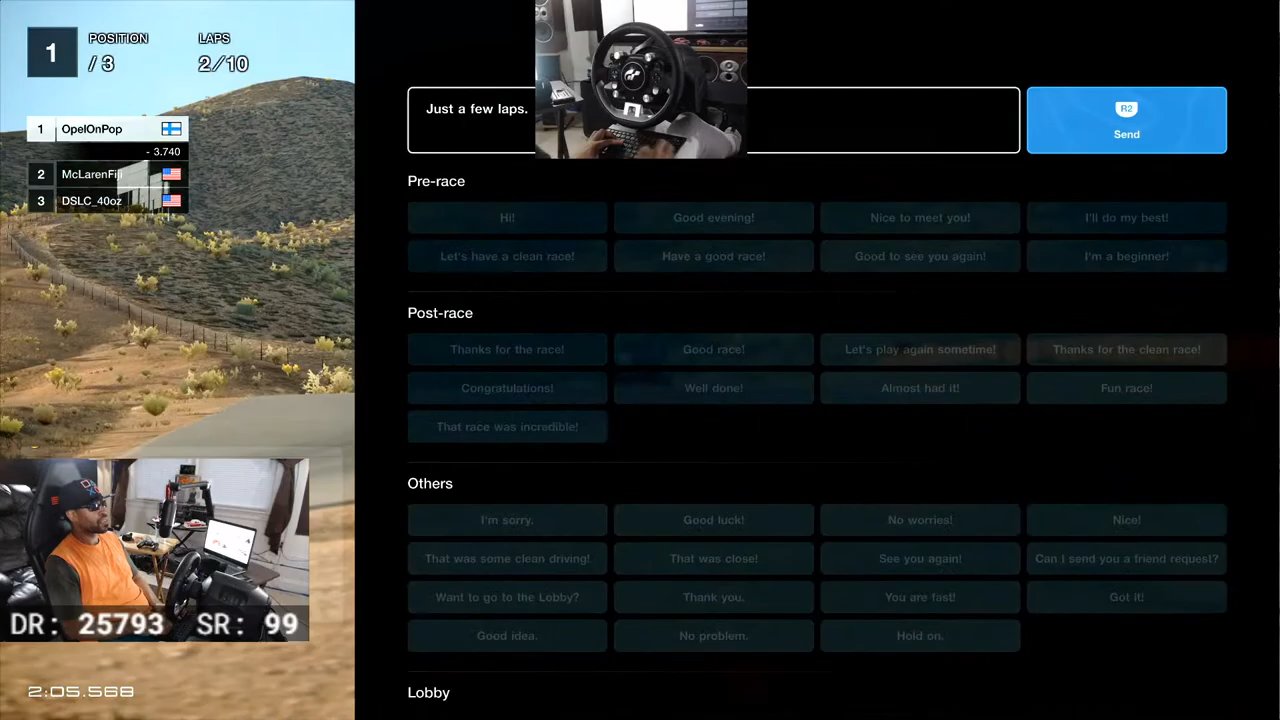 1
POSITION
/ 3
LAPS
2/10
1 OpelOnPop
- 3.740
2 McLarenFiji
3 DSLC_40oz
Just a few laps.
R2
Send
Pre-race
Hi!
Good evening!
Nice to meet you!
I'll do my best!
Let's have a clean race!
Have a good race!
Good to see you again!
I'm a beginner!
Post-race
Thanks for the race!
Good race!
Let's play again sometime!
Thanks for the clean race!
Congratulations!
Well done!
Almost had it!
Fun race!
That race was incredible!
Others
I'm sorry.
Good luck!
No worries!
Nice!
That was some clean driving!
That was close!
See you again!
Can I send you a friend request?
Want to go to the Lobby?
Thank you.
You are fast!
Got it!
Good idea.
No problem.
Hold on.
Lobby
DR: 25793 SR: 99
2:05.568